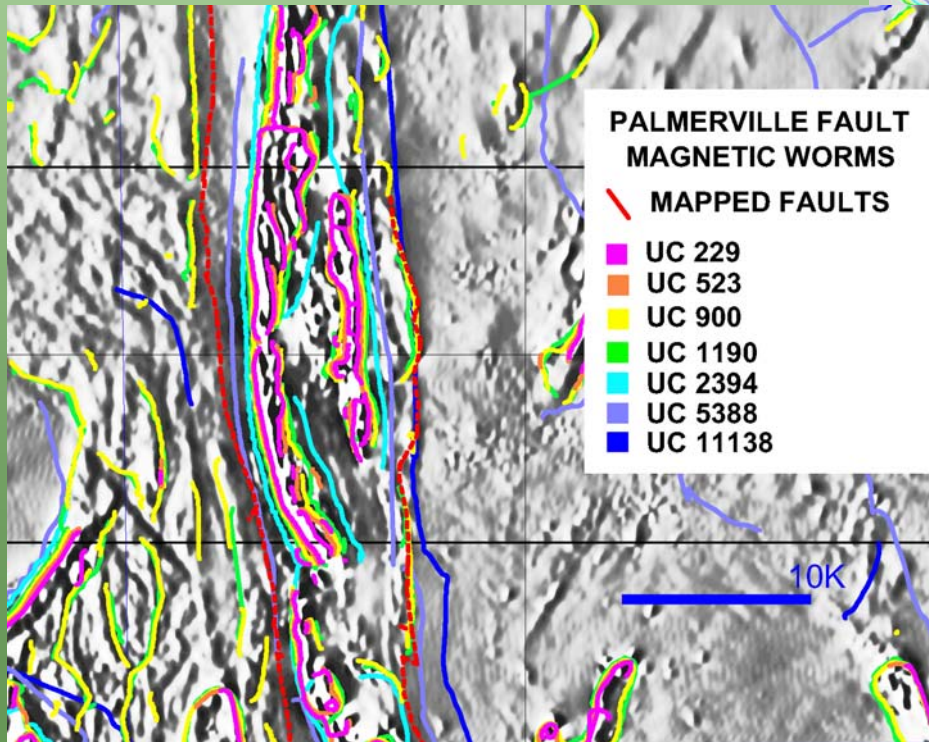 PALMERVILLE FAULT
MAGNETIC WORMS
MAPPED FAULTS
UC 229
UC 523
UC 900
UC 1190
UC 2394
UC 5388
UC 11138
10K